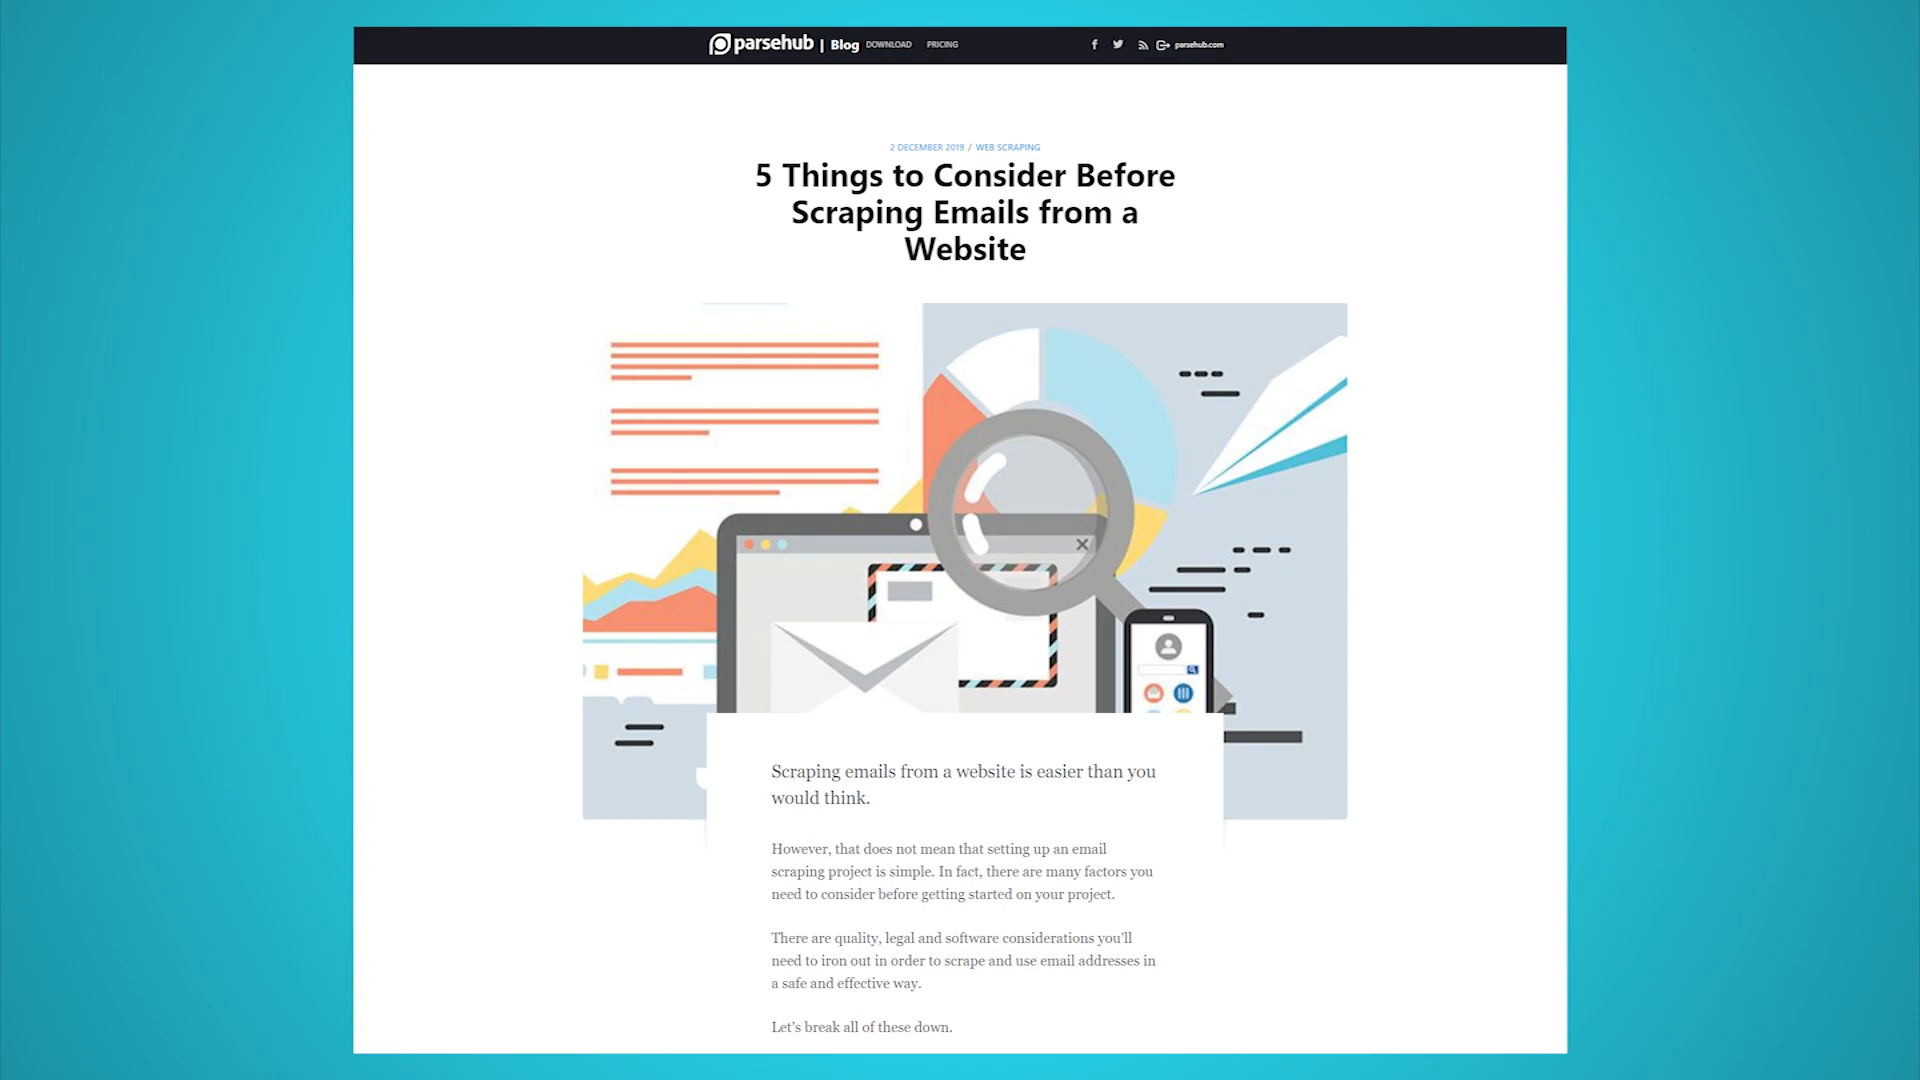 parsehub | Blog DOWNLOAD PRICING parsehub.com
2 DECEMBER 2019 / WEB SCRAPING
5 Things to Consider Before
Scraping Emails from a
Website
Scraping emails from a website is easier than you
would think.
However, that does not mean that setting up an email
scraping project is simple. In fact, there are many factors you
need to consider before getting started on your project.
There are quality, legal and software considerations you’ll
need to iron out in order to scrape and use email addresses in
a safe and effective way.
Let’s break all of these down.